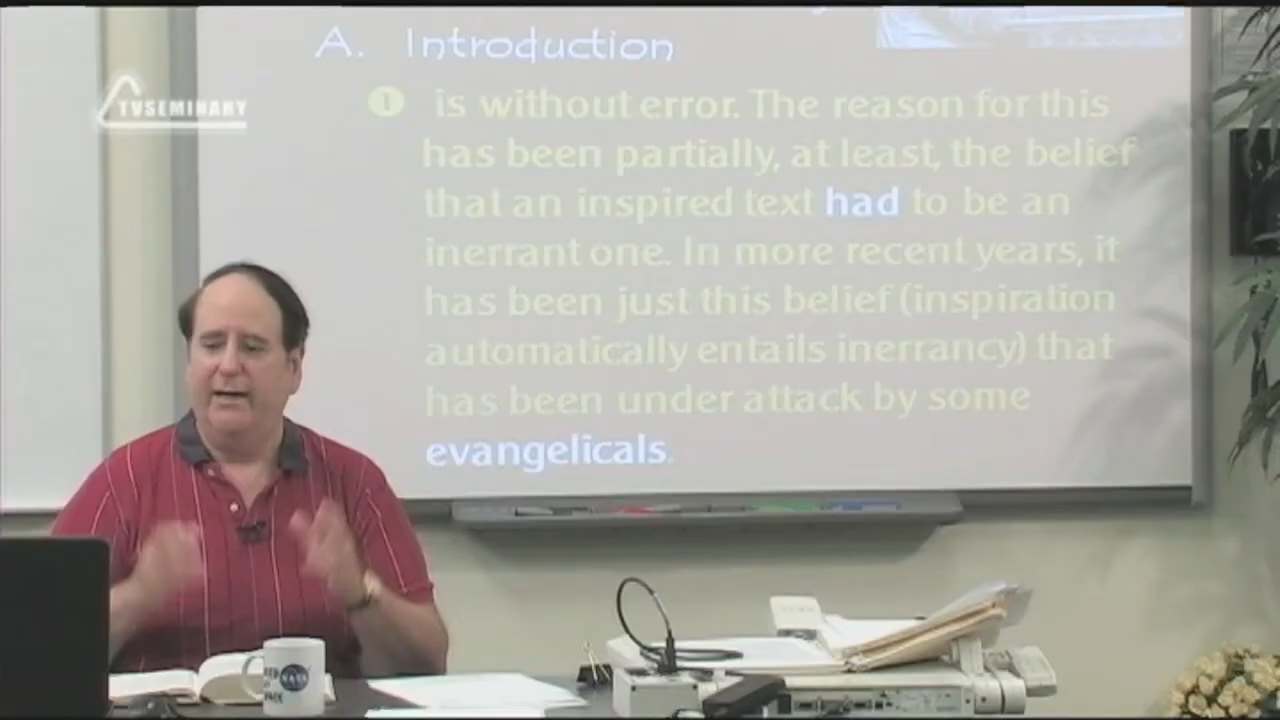 A. Introduction
TVSEMINARY
1 is without error. The reason for this
has been partially, at least, the belief
that an inspired text had to be an
inerrant one. In more recent years, it
has been just this belief (inspiration
automatically entails inerrancy) that
has been under attack by some
evangelicals.
NASA